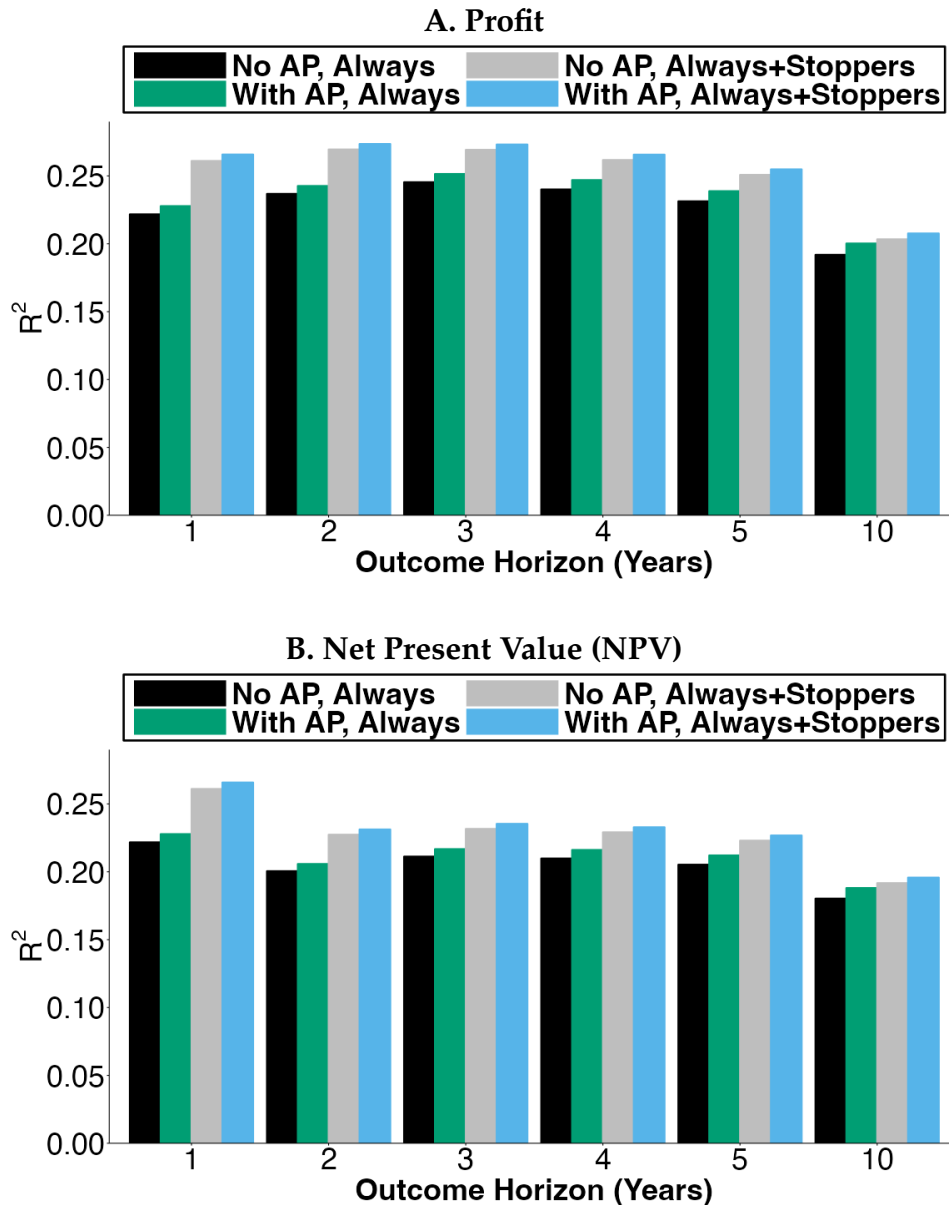 A. Profit
No AP, Always No AP, Always+Stoppers
With AP, Always With AP, Always+Stoppers
0.25
0.20
0.15
0.10
0.05
0.00
R²
1 2 3 4 5 10
Outcome Horizon (Years)
B. Net Present Value (NPV)
No AP, Always No AP, Always+Stoppers
With AP, Always With AP, Always+Stoppers
0.25
0.20
0.15
0.10
0.05
0.00
R²
1 2 3 4 5 10
Outcome Horizon (Years)